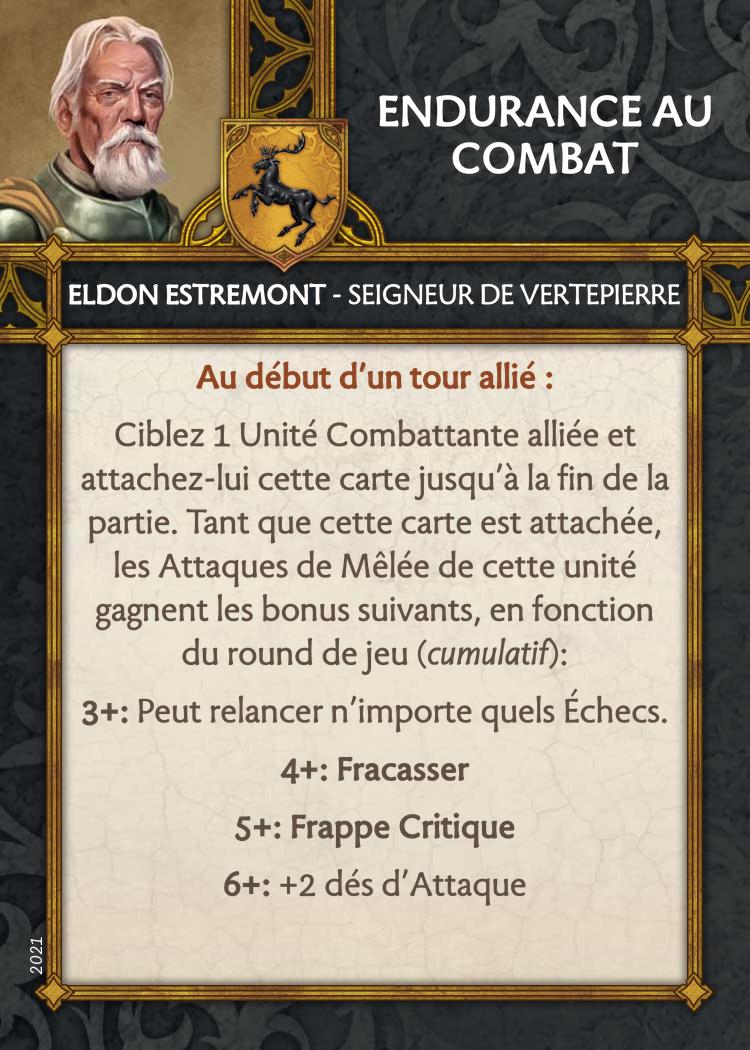 ENDURANCE AU
COMBAT
ELDON ESTREMONT - SEIGNEUR DE VERTEPIERRE
Au début d'un tour allié :
Ciblez 1 Unité Combattante alliée et
attachez-lui cette carte jusqu'à la fin de la
partie. Tant que cette carte est attachée,
les Attaques de Mêlée de cette unité
gagnent les bonus suivants, en fonction
du round de jeu (cumulatif):
3+: Peut relancer n'importe quels Échecs.
4+: Fracasser
5+: Frappe Critique
6+: +2 dés d'Attaque
2021